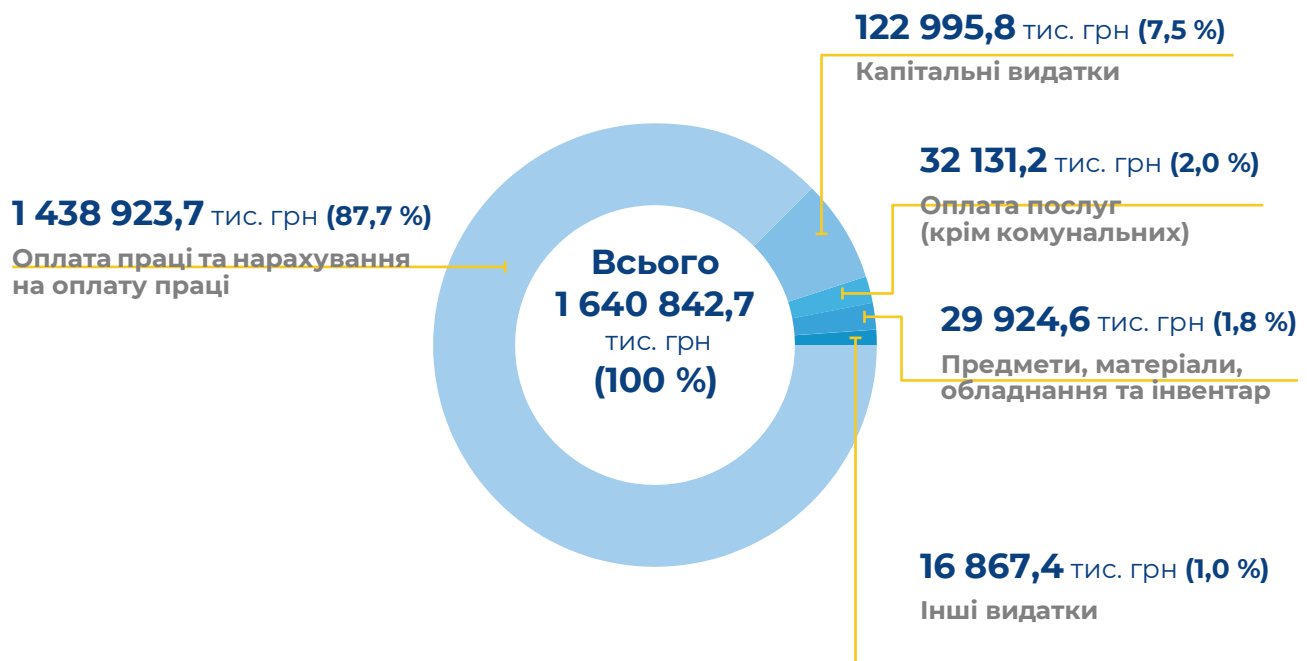 122 995,8 тис. грн (7,5 %)
Капітальні видатки
32 131,2 тис. грн (2,0 %)
Оплата послуг
(крім комунальних)
1 438 923,7 тис. грн (87,7 %)
Оплата праці та нарахування
на оплату праці
Всього
1 640 842,7
тис. грн
(100 %)
29 924,6 тис. грн (1,8 %)
Предмети, матеріали,
обладнання та інвентар
16 867,4 тис. грн (1,0 %)
Інші видатки